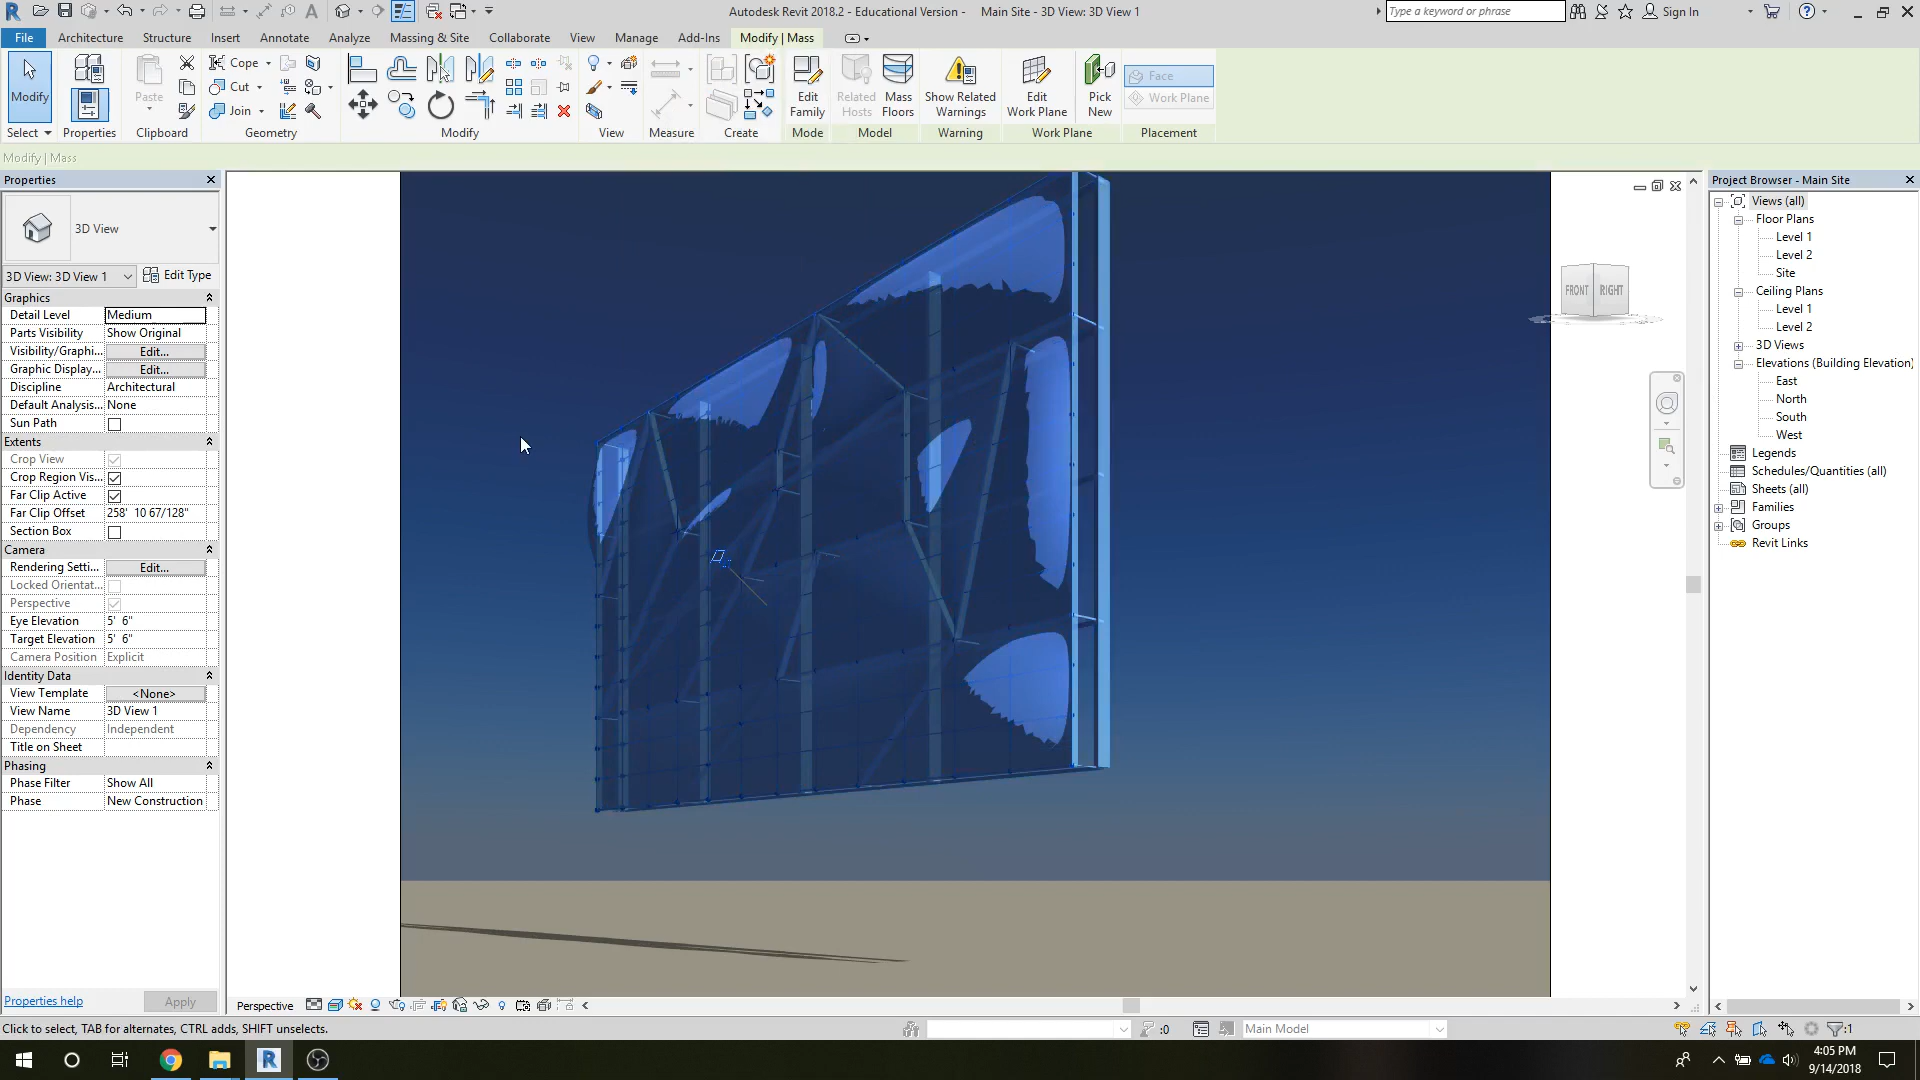 Autodesk Revit 2018.2 - Educational Version - Main Site - 3D View: 3D View 1
Type a keyword or phrase
Sign In
File
Architecture
Structure
Insert
Annotate
Analyze
Massing & Site
Collaborate
View
Manage
Add-Ins
Modify | Mass
Modify
Select
Properties
Paste
Clipboard
Cope
Cut
Join
Geometry
Modify
View
Measure
Create
Edit Family
Mode
Related Hosts
Mass Floors
Model
Show Related Warnings
Warning
Edit Work Plane
Pick New
Work Plane
Face
Work Plane
Placement
Modify | Mass
Properties
3D View
3D View: 3D View 1
Edit Type
Graphics
Detail Level Medium
Parts Visibility Show Original
Visibility/Graphi... Edit...
Graphic Display... Edit...
Discipline Architectural
Default Analysis... None
Sun Path
Extents
Crop View
Crop Region Vis...
Far Clip Active
Far Clip Offset 258' 10 67/128"
Section Box
Camera
Rendering Setti... Edit...
Locked Orientat...
Perspective
Eye Elevation 5' 6"
Target Elevation 5' 6"
Camera Position Explicit
Identity Data
View Template <None>
View Name 3D View 1
Dependency Independent
Title on Sheet
Phasing
Phase Filter Show All
Phase New Construction
Properties help
Apply
FRONT
RIGHT
Project Browser - Main Site
Views (all)
Floor Plans
Level 1
Level 2
Site
Ceiling Plans
Level 1
Level 2
3D Views
Elevations (Building Elevation)
East
North
South
West
Legends
Schedules/Quantities (all)
Sheets (all)
Families
Groups
Revit Links
Perspective
Click to select, TAB for alternates, CTRL adds, SHIFT unselects.
:0
Main Model
:1
4:05 PM
9/14/2018